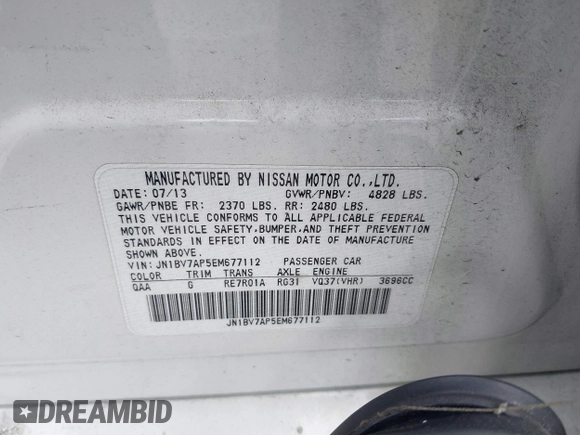 MANUFACTURED BY NISSAN MOTOR CO.,LTD.
DATE: 07/13 GVWR/PNBV: 4828 LBS.
GAWR/PNBE FR: 2370 LBS. RR: 2480 LBS.
THIS VEHICLE CONFORMS TO ALL APPLICABLE FEDERAL
MOTOR VEHICLE SAFETY,BUMPER,AND THEFT PREVENTION
STANDARDS IN EFFECT ON THE DATE OF MANUFACTURE
SHOWN ABOVE.
VIN: JN1BV7AP5EM677112 PASSENGER CAR
COLOR TRIM TRANS AXLE ENGINE
QAA G RE7R01A RG31 VQ37(VHR) 3696CC
JN1BV7AP5EM677112
DREAMBID